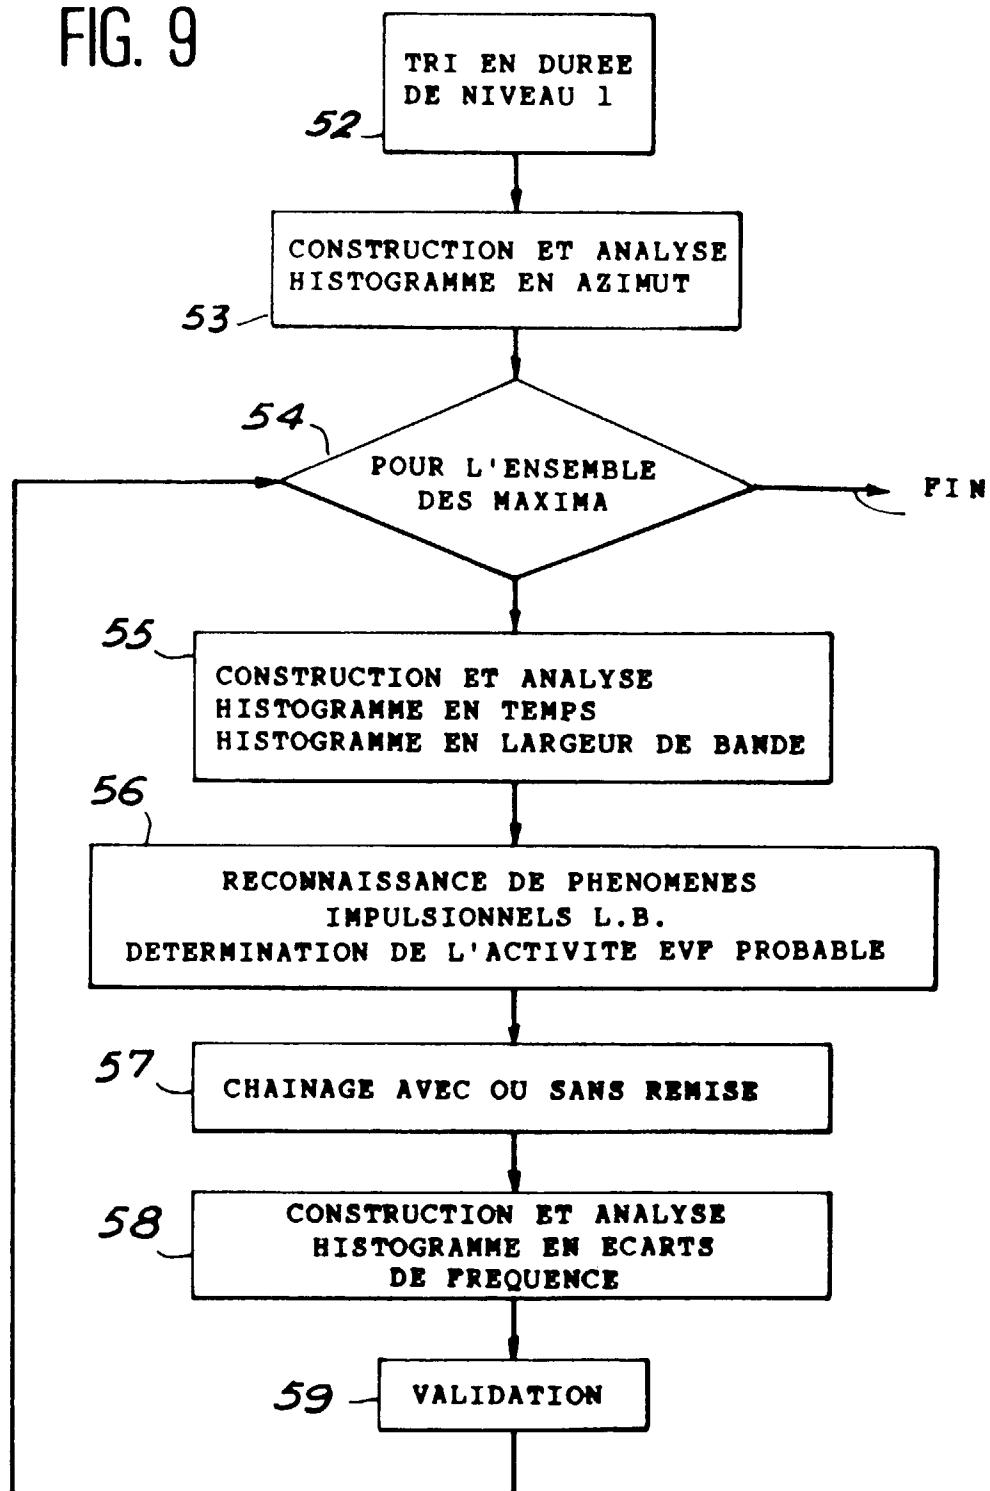 FIG. 9
TRI EN DUREE
DE NIVEAU 1
52
CONSTRUCTION ET ANALYSE
HISTOGRAMME EN AZIMUT
53
54
POUR L'ENSEMBLE
DES MAXIMA
FIN
55
CONSTRUCTION ET ANALYSE
HISTOGRAMME EN TEMPS
HISTOGRAMME EN LARGEUR DE BANDE
56
RECONNAISSANCE DE PHENOMENES
IMPULSIONNELS L.B.
DETERMINATION DE L'ACTIVITE EVF PROBABLE
57
CHAINAGE AVEC OU SANS REMISE
58
CONSTRUCTION ET ANALYSE
HISTOGRAMME EN ECARTS
DE FREQUENCE
59
VALIDATION